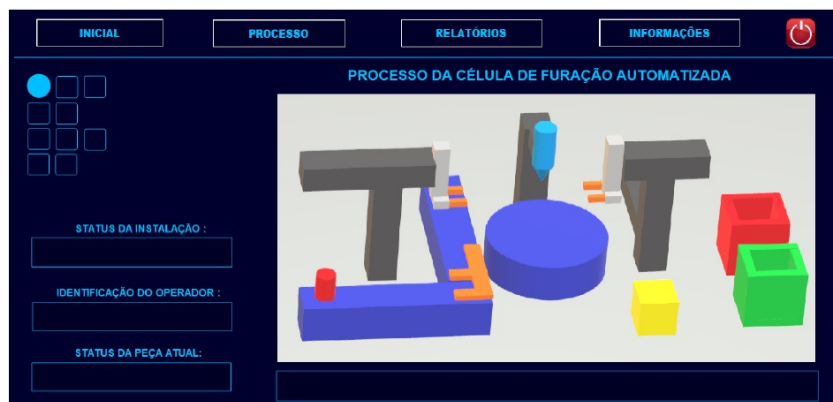 INICIAL
PROCESSO
RELATÓRIOS
INFORMAÇÕES
PROCESSO DA CÉLULA DE FURAÇÃO AUTOMATIZADA
STATUS DA INSTALAÇÃO :
IDENTIFICAÇÃO DO OPERADOR :
STATUS DA PEÇA ATUAL: